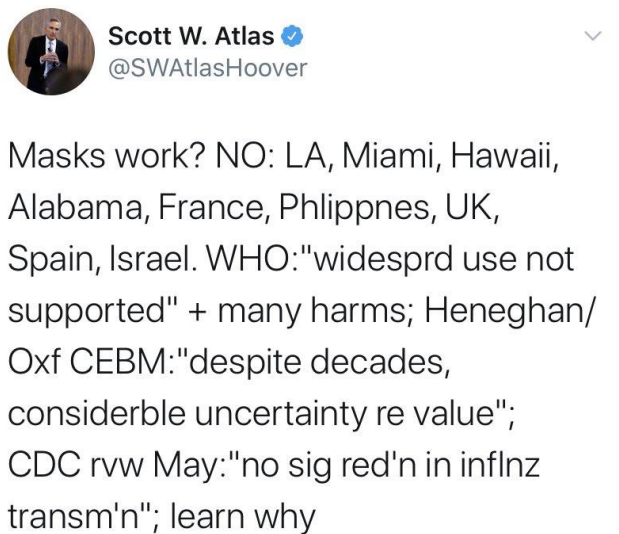 Scott W. Atlas
@SWAtlasHoover
Masks work? NO: LA, Miami, Hawaii,
Alabama, France, Phlippnes, UK,
Spain, Israel. WHO:"widesprd use not
supported" + many harms; Heneghan/
Oxf CEBM:"despite decades,
considerble uncertainty re value";
CDC rvw May:"no sig red'n in inflnz
transm'n"; learn why